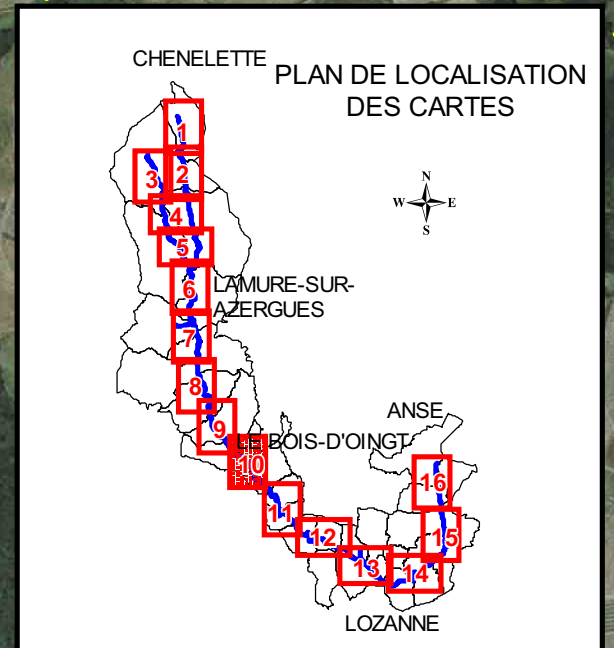 CHENELETTE
PLAN DE LOCALISATION
DES CARTES
N
W E
S
1
3 2
4
5
6
LAMURE-SUR-
AZERGUES
7
8
ANSE
9
LE BOIS-D'OINGT
10
16
11
12
15
13
14
LOZANNE